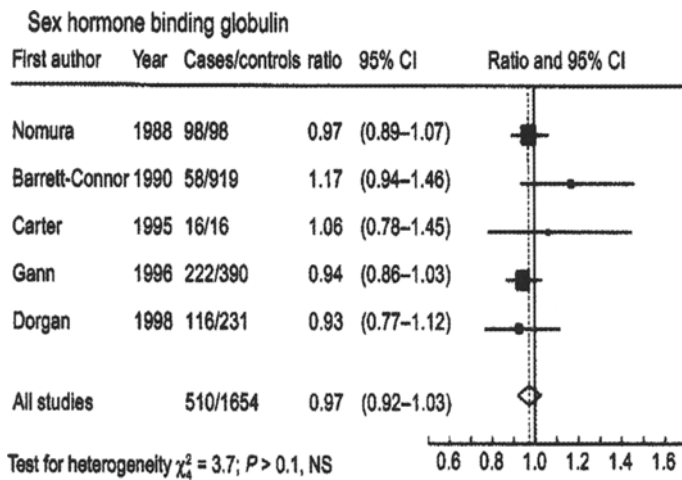 Sex hormone binding globulin
First author Year Cases/controls ratio 95% CI Ratio and 95% CI
Nomura 1988 98/98 0.97 (0.89–1.07)
Barrett-Connor 1990 58/919 1.17 (0.94–1.46)
Carter 1995 16/16 1.06 (0.78–1.45)
Gann 1996 222/390 0.94 (0.86–1.03)
Dorgan 1998 116/231 0.93 (0.77–1.12)
All studies 510/1654 0.97 (0.92–1.03)
Test for heterogeneity χ²₄ = 3.7; P > 0.1, NS
0.6 0.8 1.0 1.2 1.4 1.6